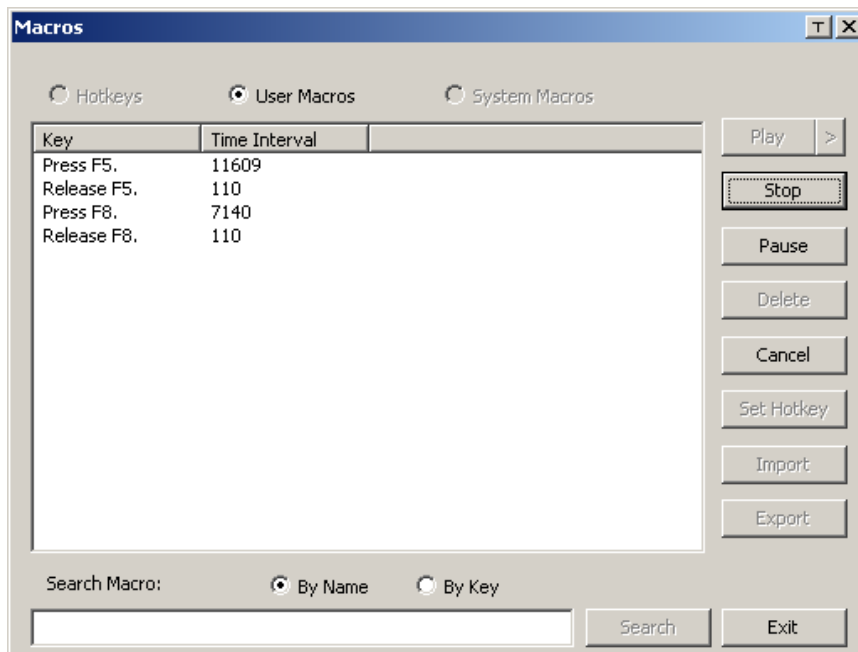 Macros
Hotkeys User Macros System Macros
Key Time Interval
Play >
Press F5. 11609
Release F5. 110
Stop
Press F8. 7140
Release F8. 110
Pause
Delete
Cancel
Set Hotkey
Import
Export
Search Macro: By Name By Key
Search Exit